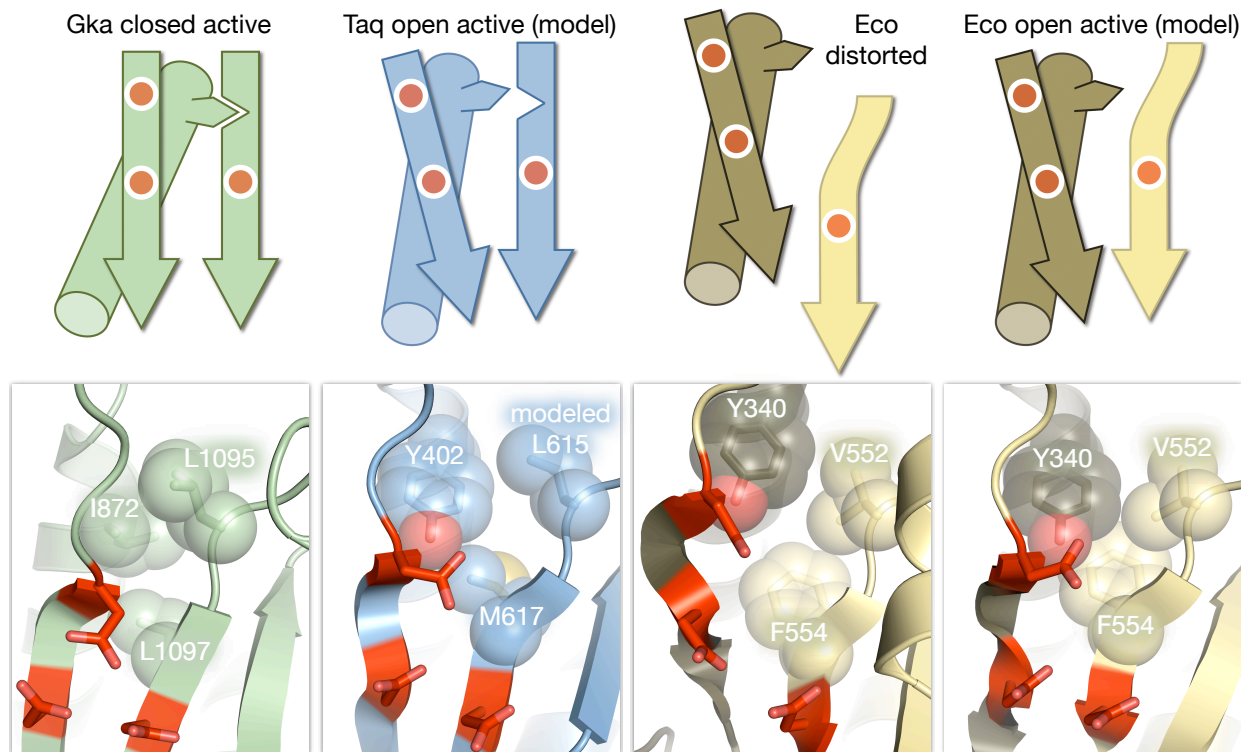 Gka closed active
Taq open active (model)
Eco
distorted
Eco open active (model)
L1095
I872
L1097
modeled
L615
Y402
M617
Y340
V552
F554
Y340
V552
F554